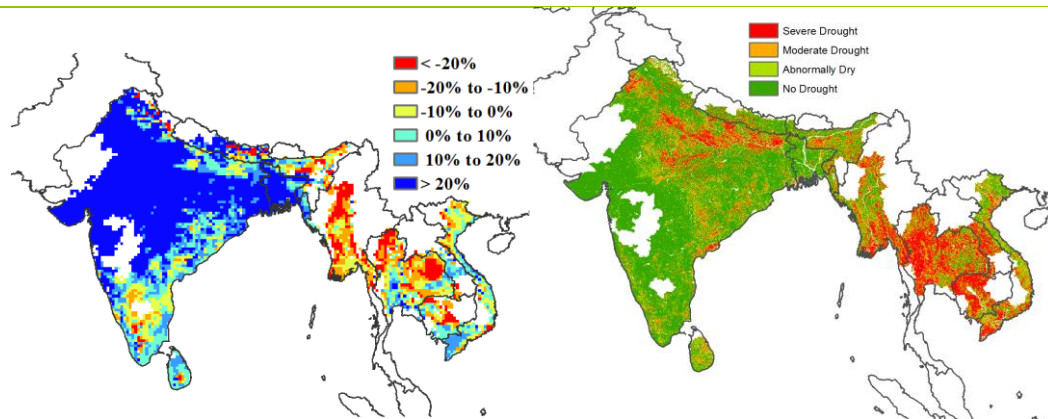 < -20%
-20% to -10%
-10% to 0%
0% to 10%
10% to 20%
> 20%
Severe Drought
Moderate Drought
Abnormally Dry
No Drought